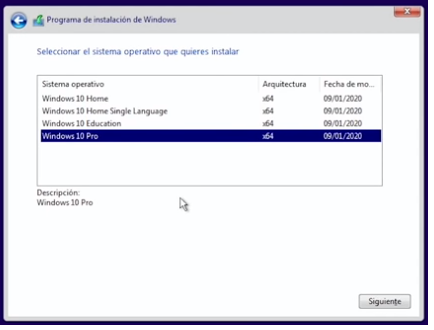 Programa de instalación de Windows
Seleccionar el sistema operativo que quieres instalar
Sistema operativo Arquitectura Fecha de mo...
Windows 10 Home x64 09/01/2020
Windows 10 Home Single Language x64 09/01/2020
Windows 10 Education x64 09/01/2020
Windows 10 Pro x64 09/01/2020
Descripción:
Windows 10 Pro
Siguiente